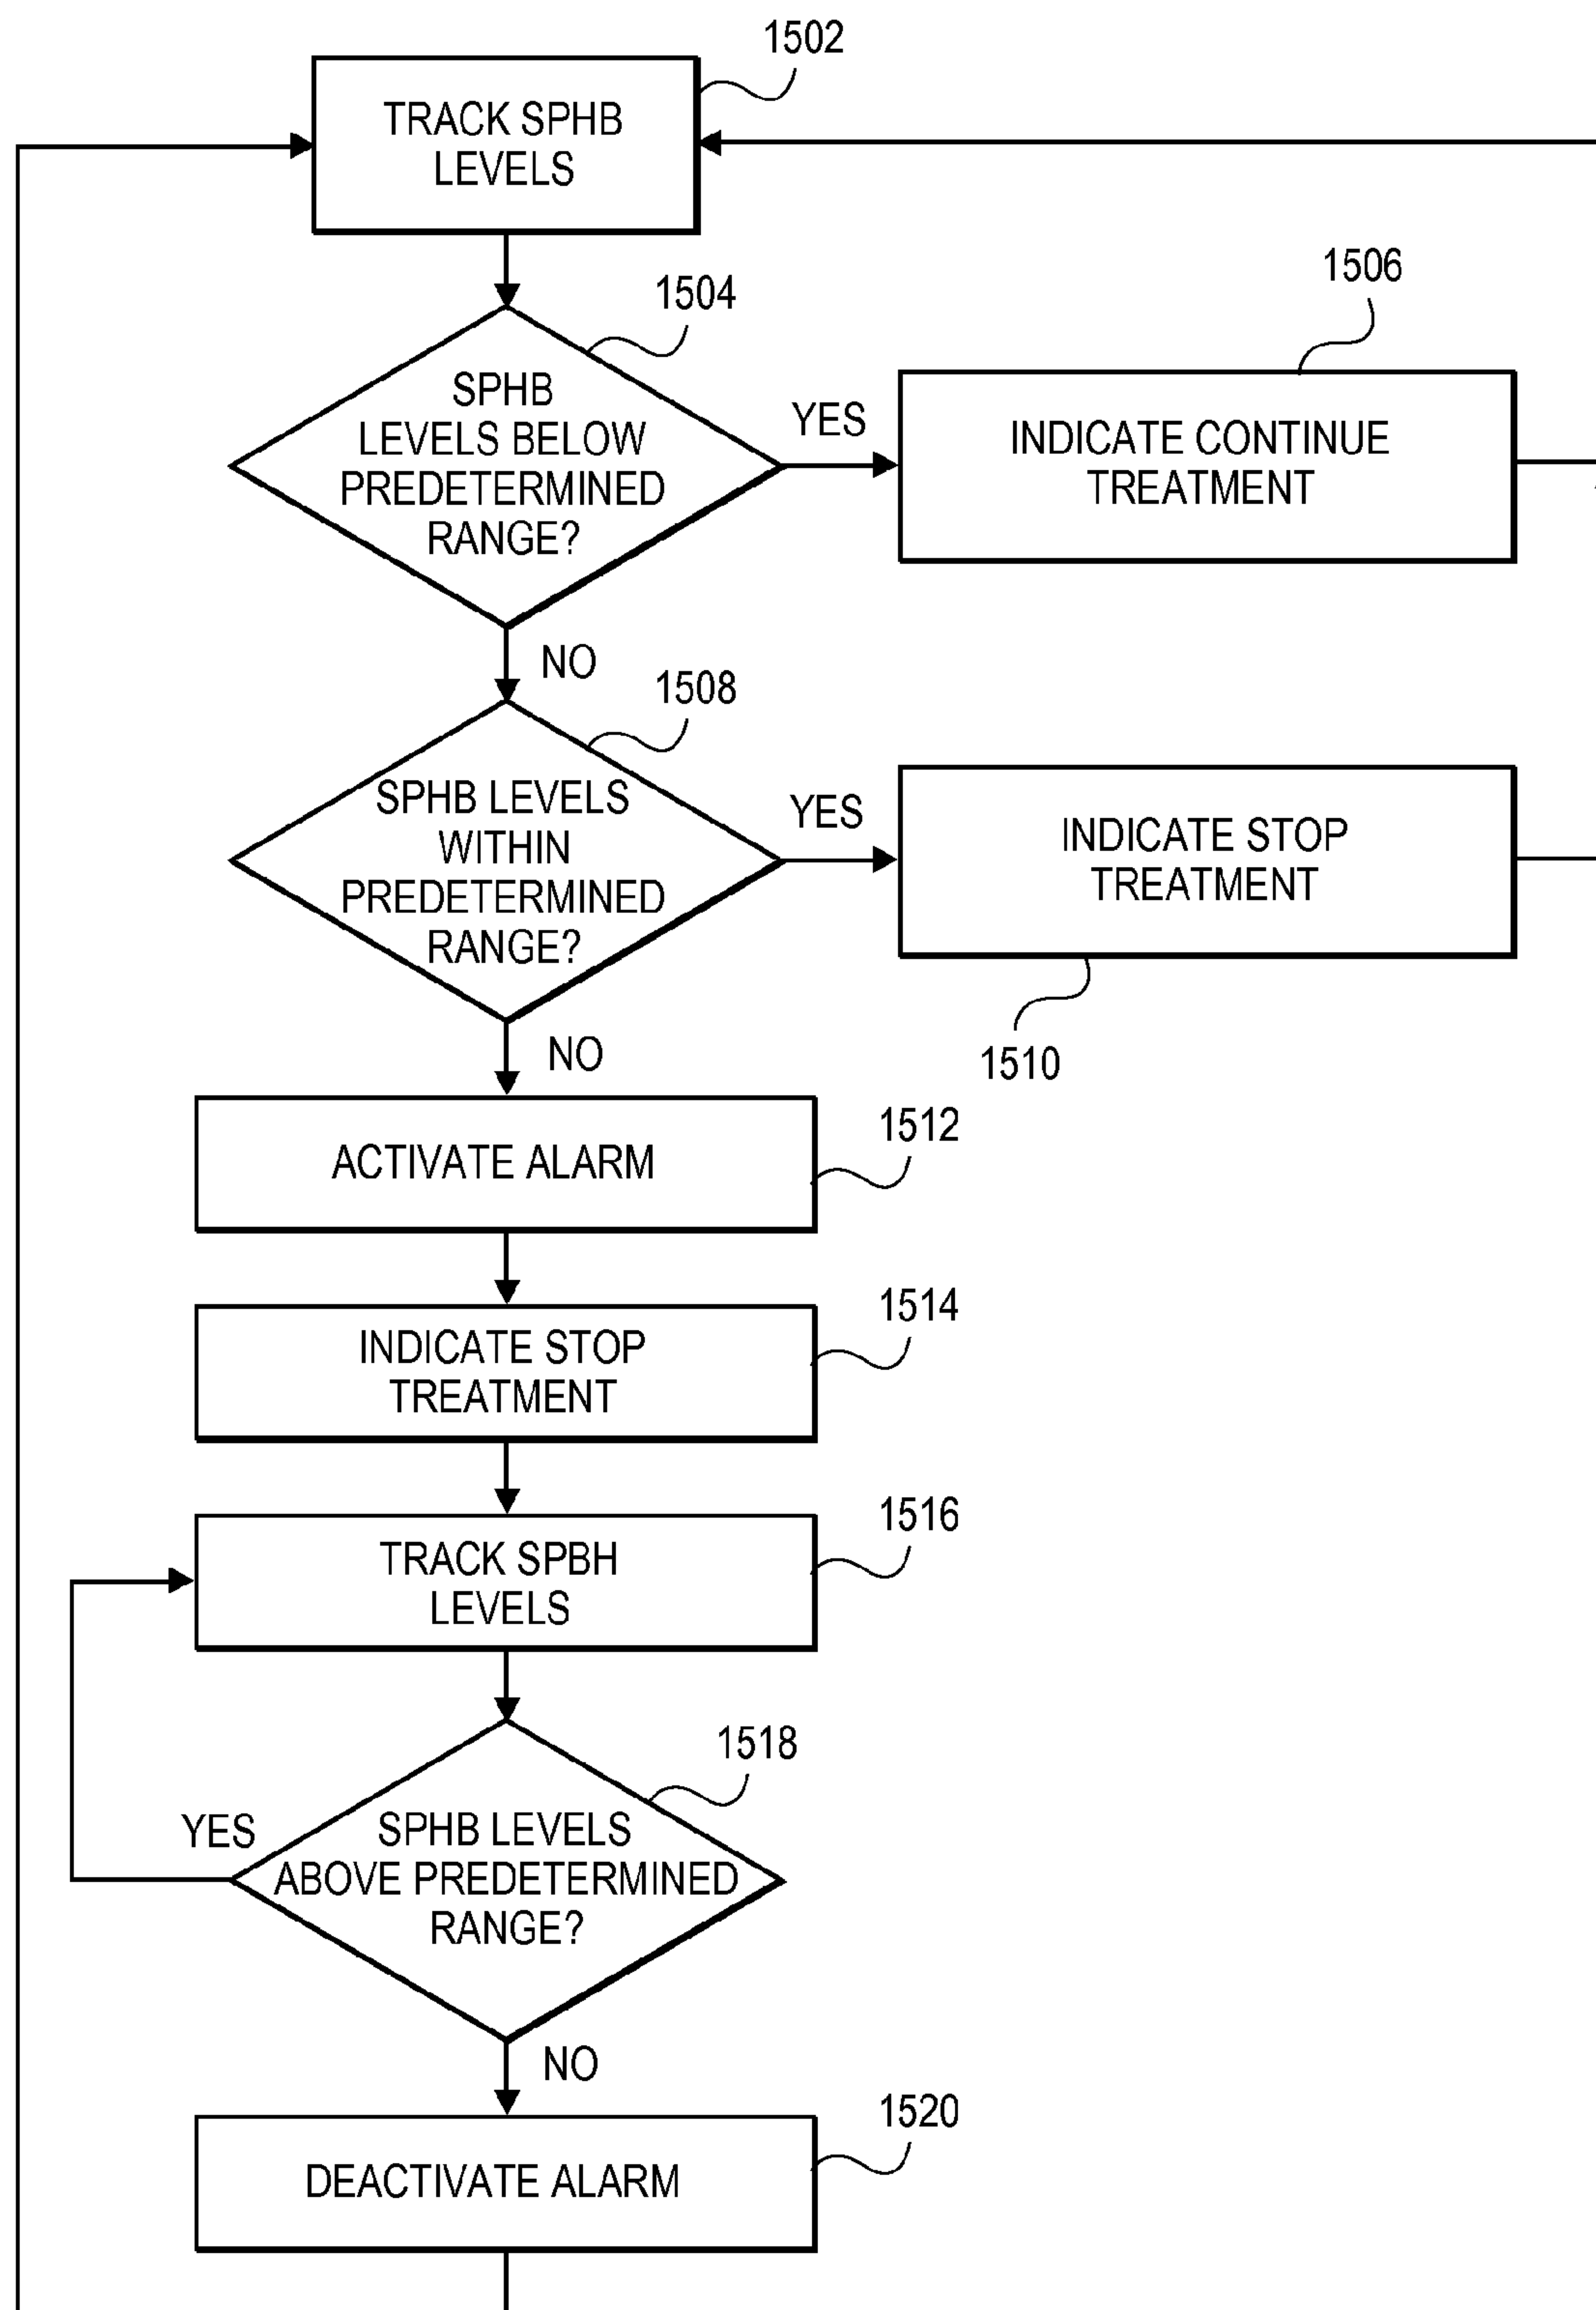 1502
TRACK SPHB
LEVELS
1504
SPHB
LEVELS BELOW
PREDETERMINED
RANGE?
YES
1506
INDICATE CONTINUE
TREATMENT
NO
1508
SPHB LEVELS
WITHIN
PREDETERMINED
RANGE?
YES
INDICATE STOP
TREATMENT
1510
NO
1512
ACTIVATE ALARM
1514
INDICATE STOP
TREATMENT
1516
TRACK SPBH
LEVELS
1518
SPHB LEVELS
ABOVE PREDETERMINED
RANGE?
YES
NO
1520
DEACTIVATE ALARM